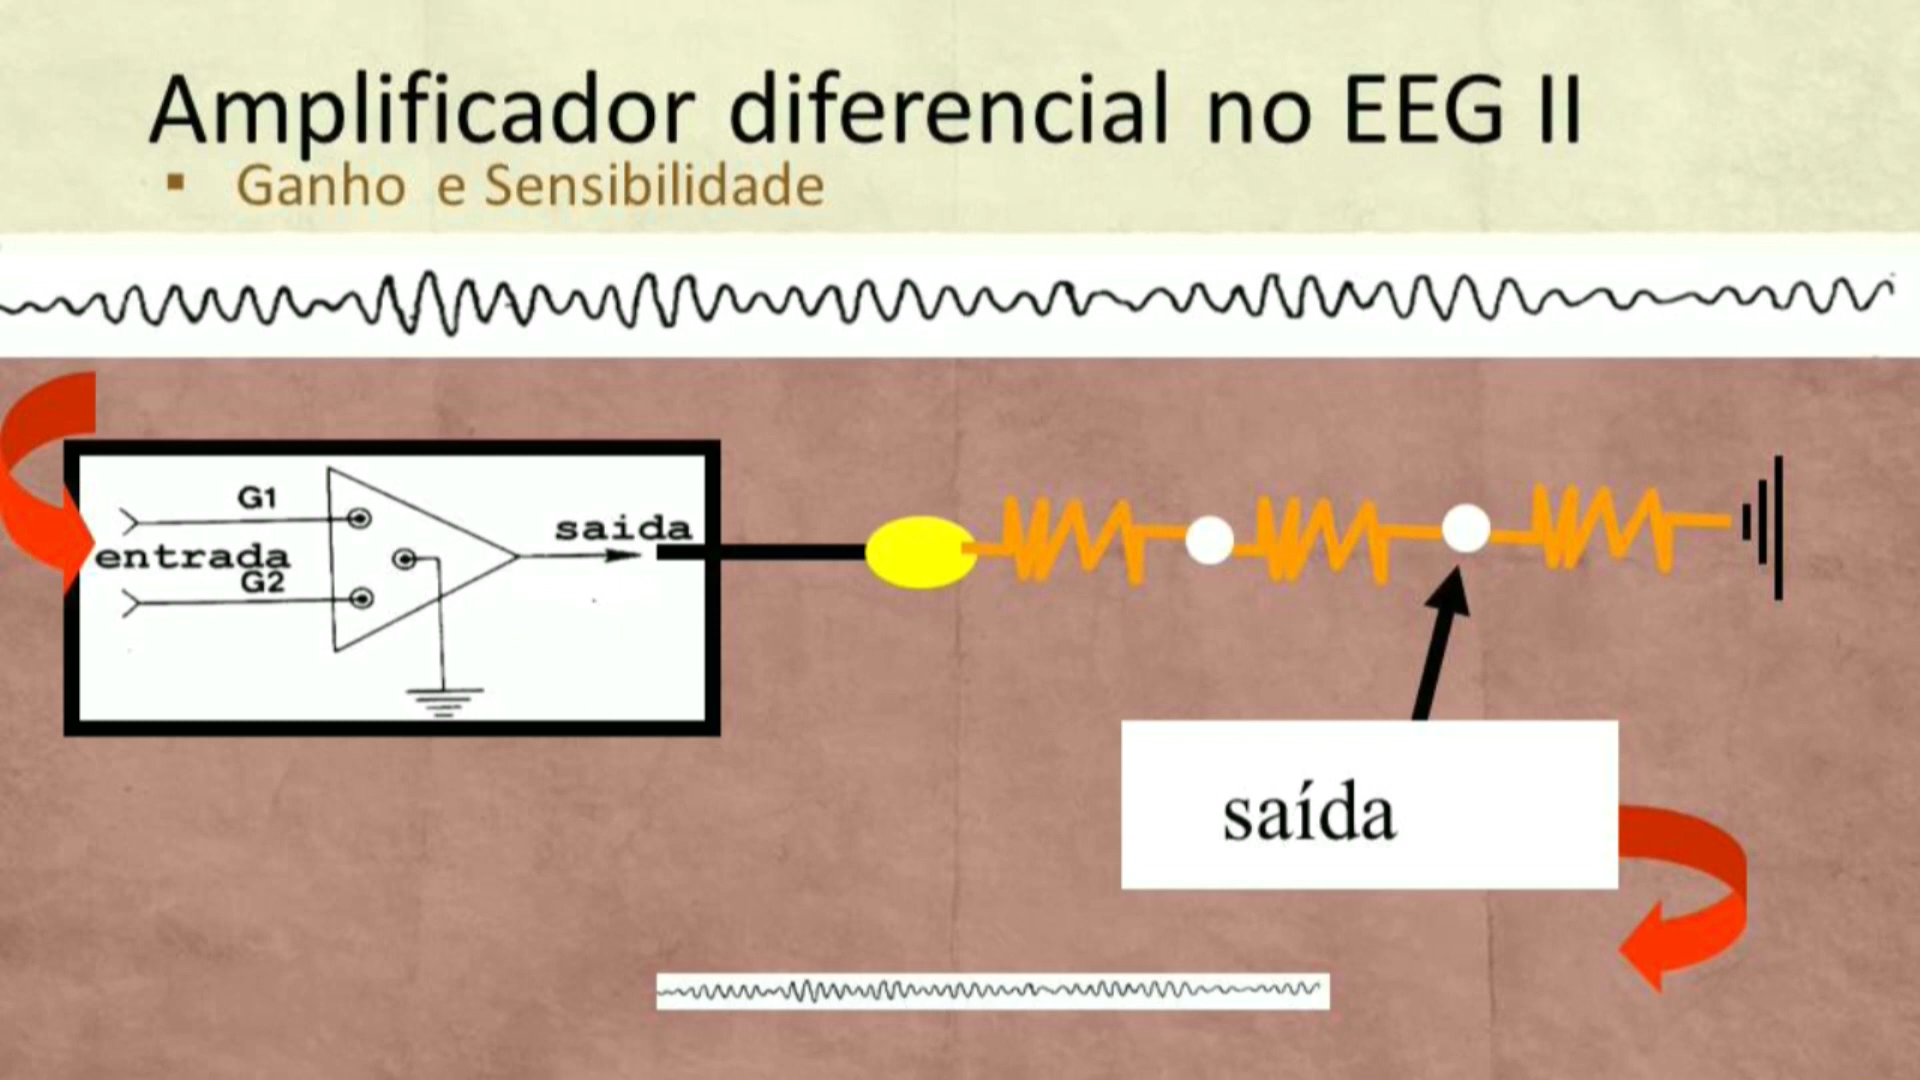 Amplificador diferencial no EEG II
Ganho e Sensibilidade
G1
saida
entrada
G2
saída